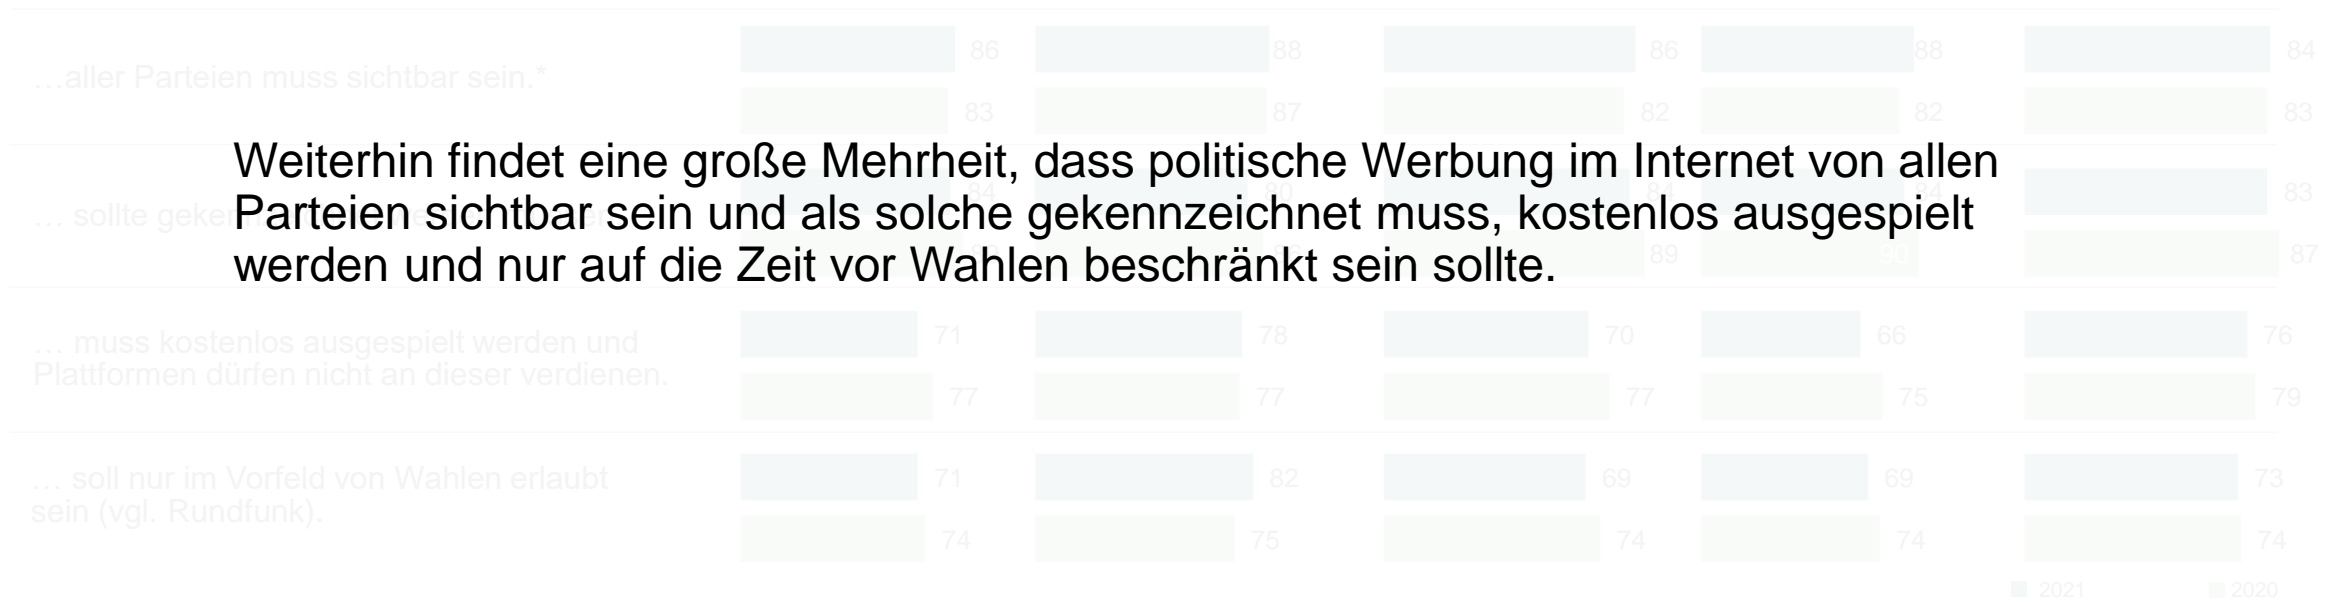 86 88 86 88 84
…aller Parteien muss sichtbar sein.*
83 87 82 82 83
Weiterhin findet eine große Mehrheit, dass politische Werbung im Internet von allen
84 80 84 84 83
… sollte
Parteien sichtbar sein und als solche gekennzeichnet muss, kostenlos ausgespielt
werden und nur auf die Zeit vor Wahlen beschränkt sein sollte.
89 90 87
71 78 70 66 76
… muss kostenlos ausgespielt werden und
Plattformen dürfen nicht an dieser verdienen.
77 77 77 75 79
71 82 69 69 73
… soll nur im Vorfeld von Wahlen erlaubt
sein (vgl. Rundfunk).
74 75 74 74 74
2021 2020